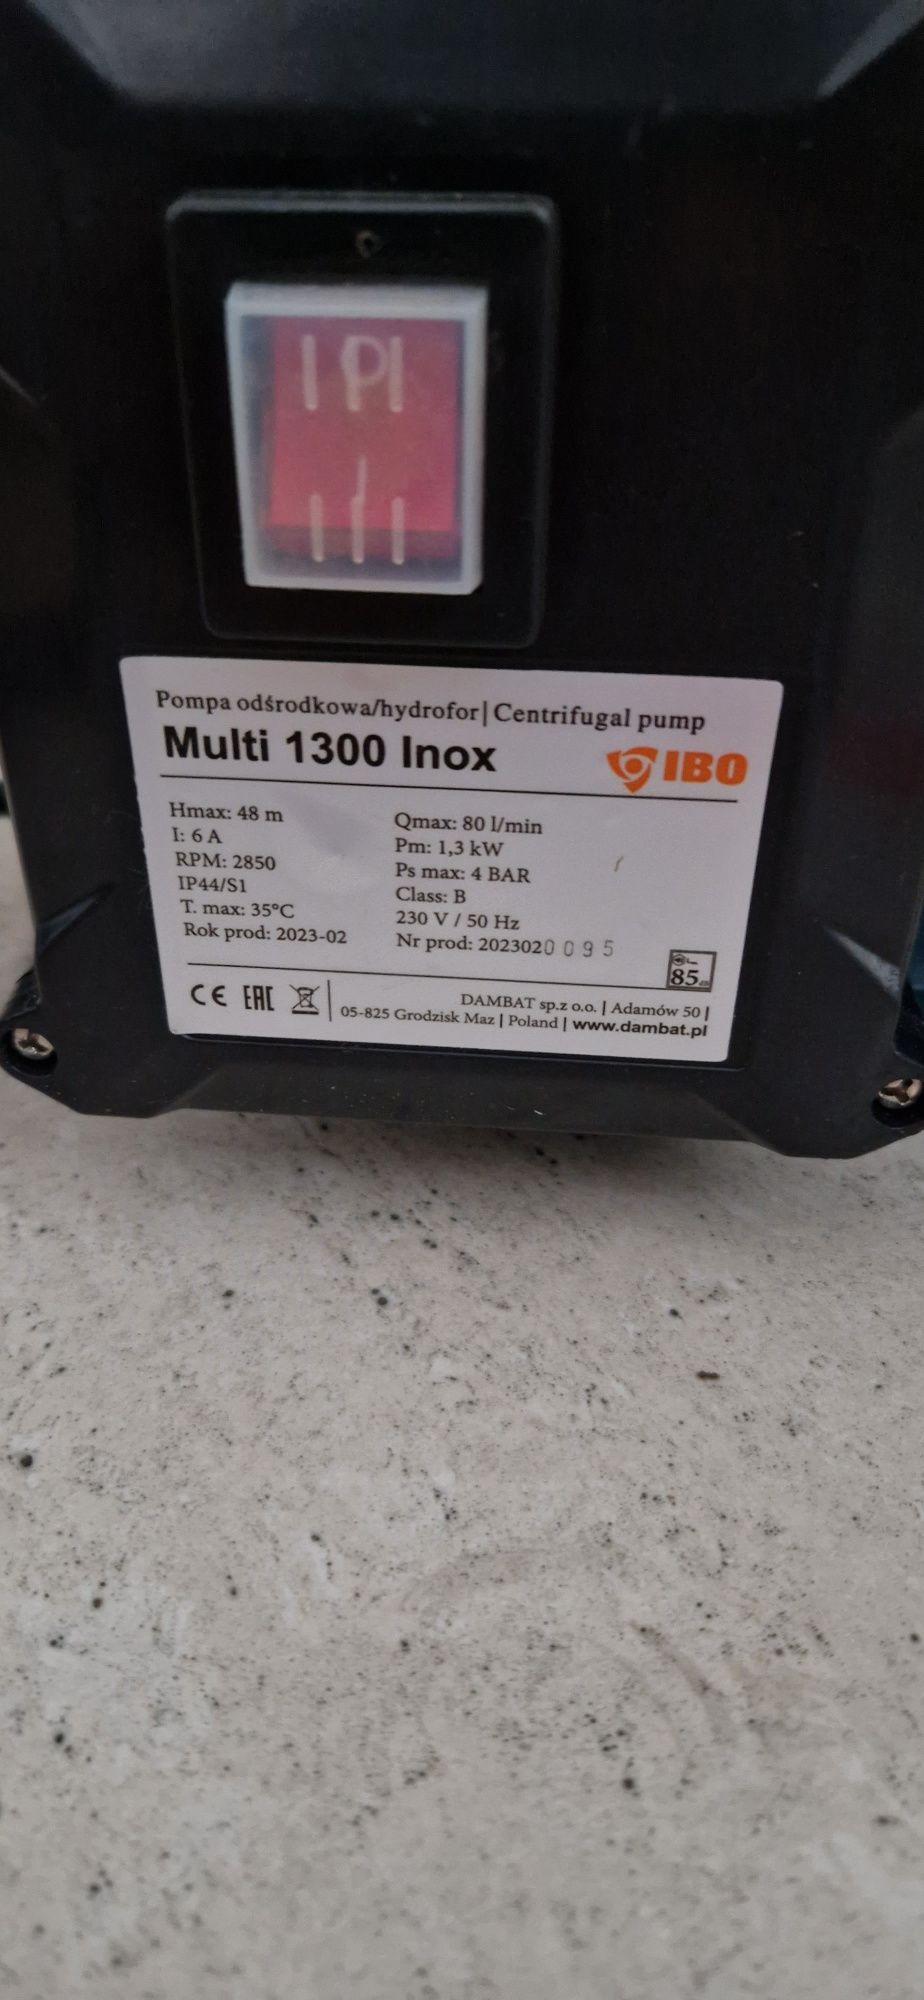 Pompa odśrodkowa/hydrofor | Centrifugal pump
Multi 1300 Inox
IBO
Hmax: 48 m
I: 6 A
RPM: 2850
IP44/S1
T. max: 35°C
Rok prod: 2023-02
Qmax: 80 l/min
Pm: 1,3 kW
Ps max: 4 BAR
Class: B
230 V / 50 Hz
Nr prod: 2023020095
85 dB
CE EAC
DAMBAT sp.z o.o. | Adamów 50 |
05-825 Grodzisk Maz | Poland | www.dambat.pl